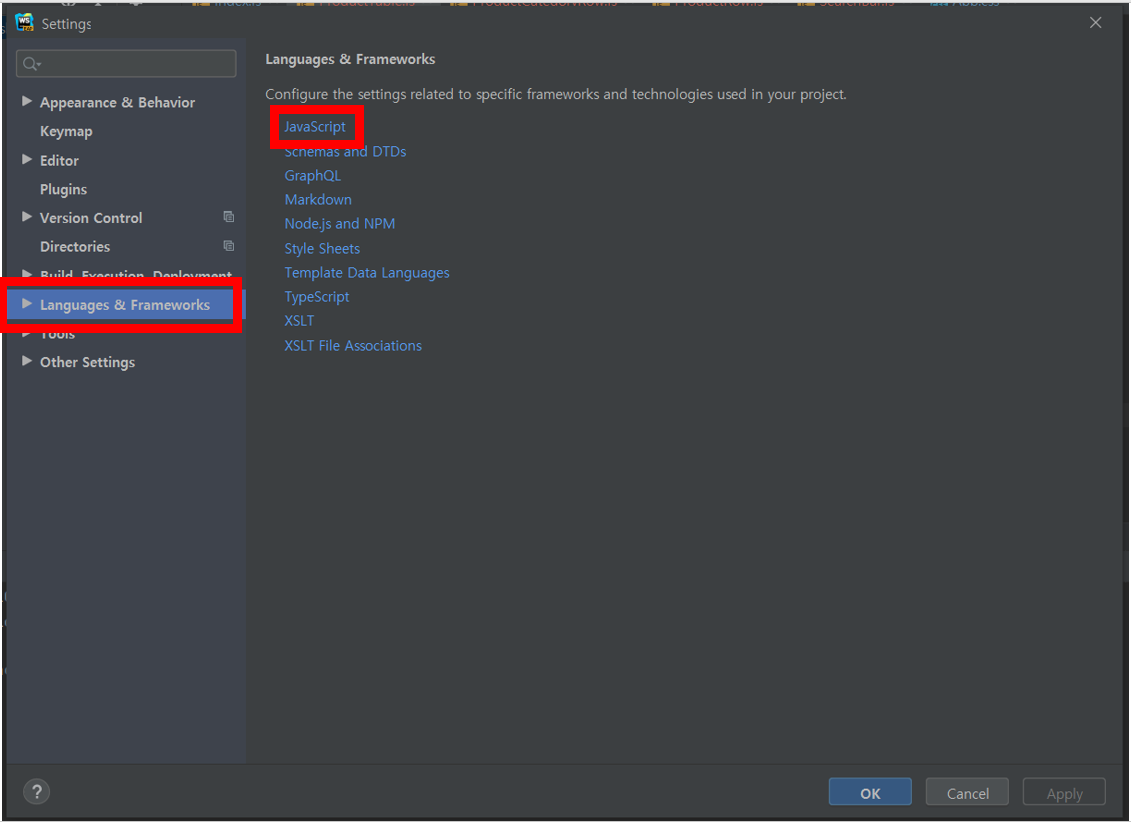 Settings
Appearance & Behavior
Keymap
Editor
Plugins
Version Control
Directories
Build, Execution, Deployment
Languages & Frameworks
Tools
Other Settings
Languages & Frameworks
Configure the settings related to specific frameworks and technologies used in your project.
JavaScript
Schemas and DTDs
GraphQL
Markdown
Node.js and NPM
Style Sheets
Template Data Languages
TypeScript
XSLT
XSLT File Associations
?
OK
Cancel
Apply